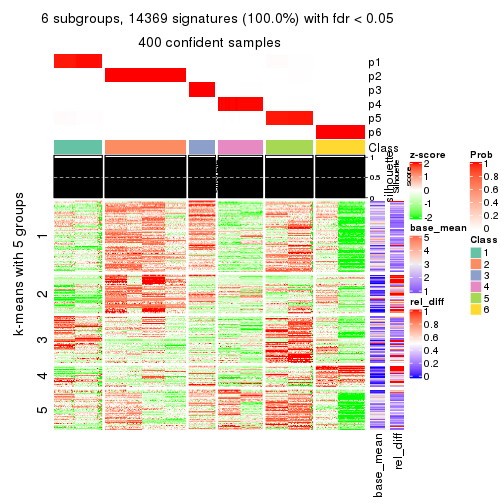 6 subgroups, 14369 signatures (100.0%) with fdr < 0.05
400 confident samples
p1
p2
p3
p4
p5
p6
Class
1
0.5
0
silhouette
Silhouette
score
k-means with 5 groups
1
2
3
4
5
base_mean
rel_diff
z-score
2
1
0
-1
-2
base_mean
5
4
3
2
1
rel_diff
1
0.8
0.6
0.4
0.2
0
Prob
1
0.8
0.6
0.4
0.2
0
Class
1
2
3
4
5
6